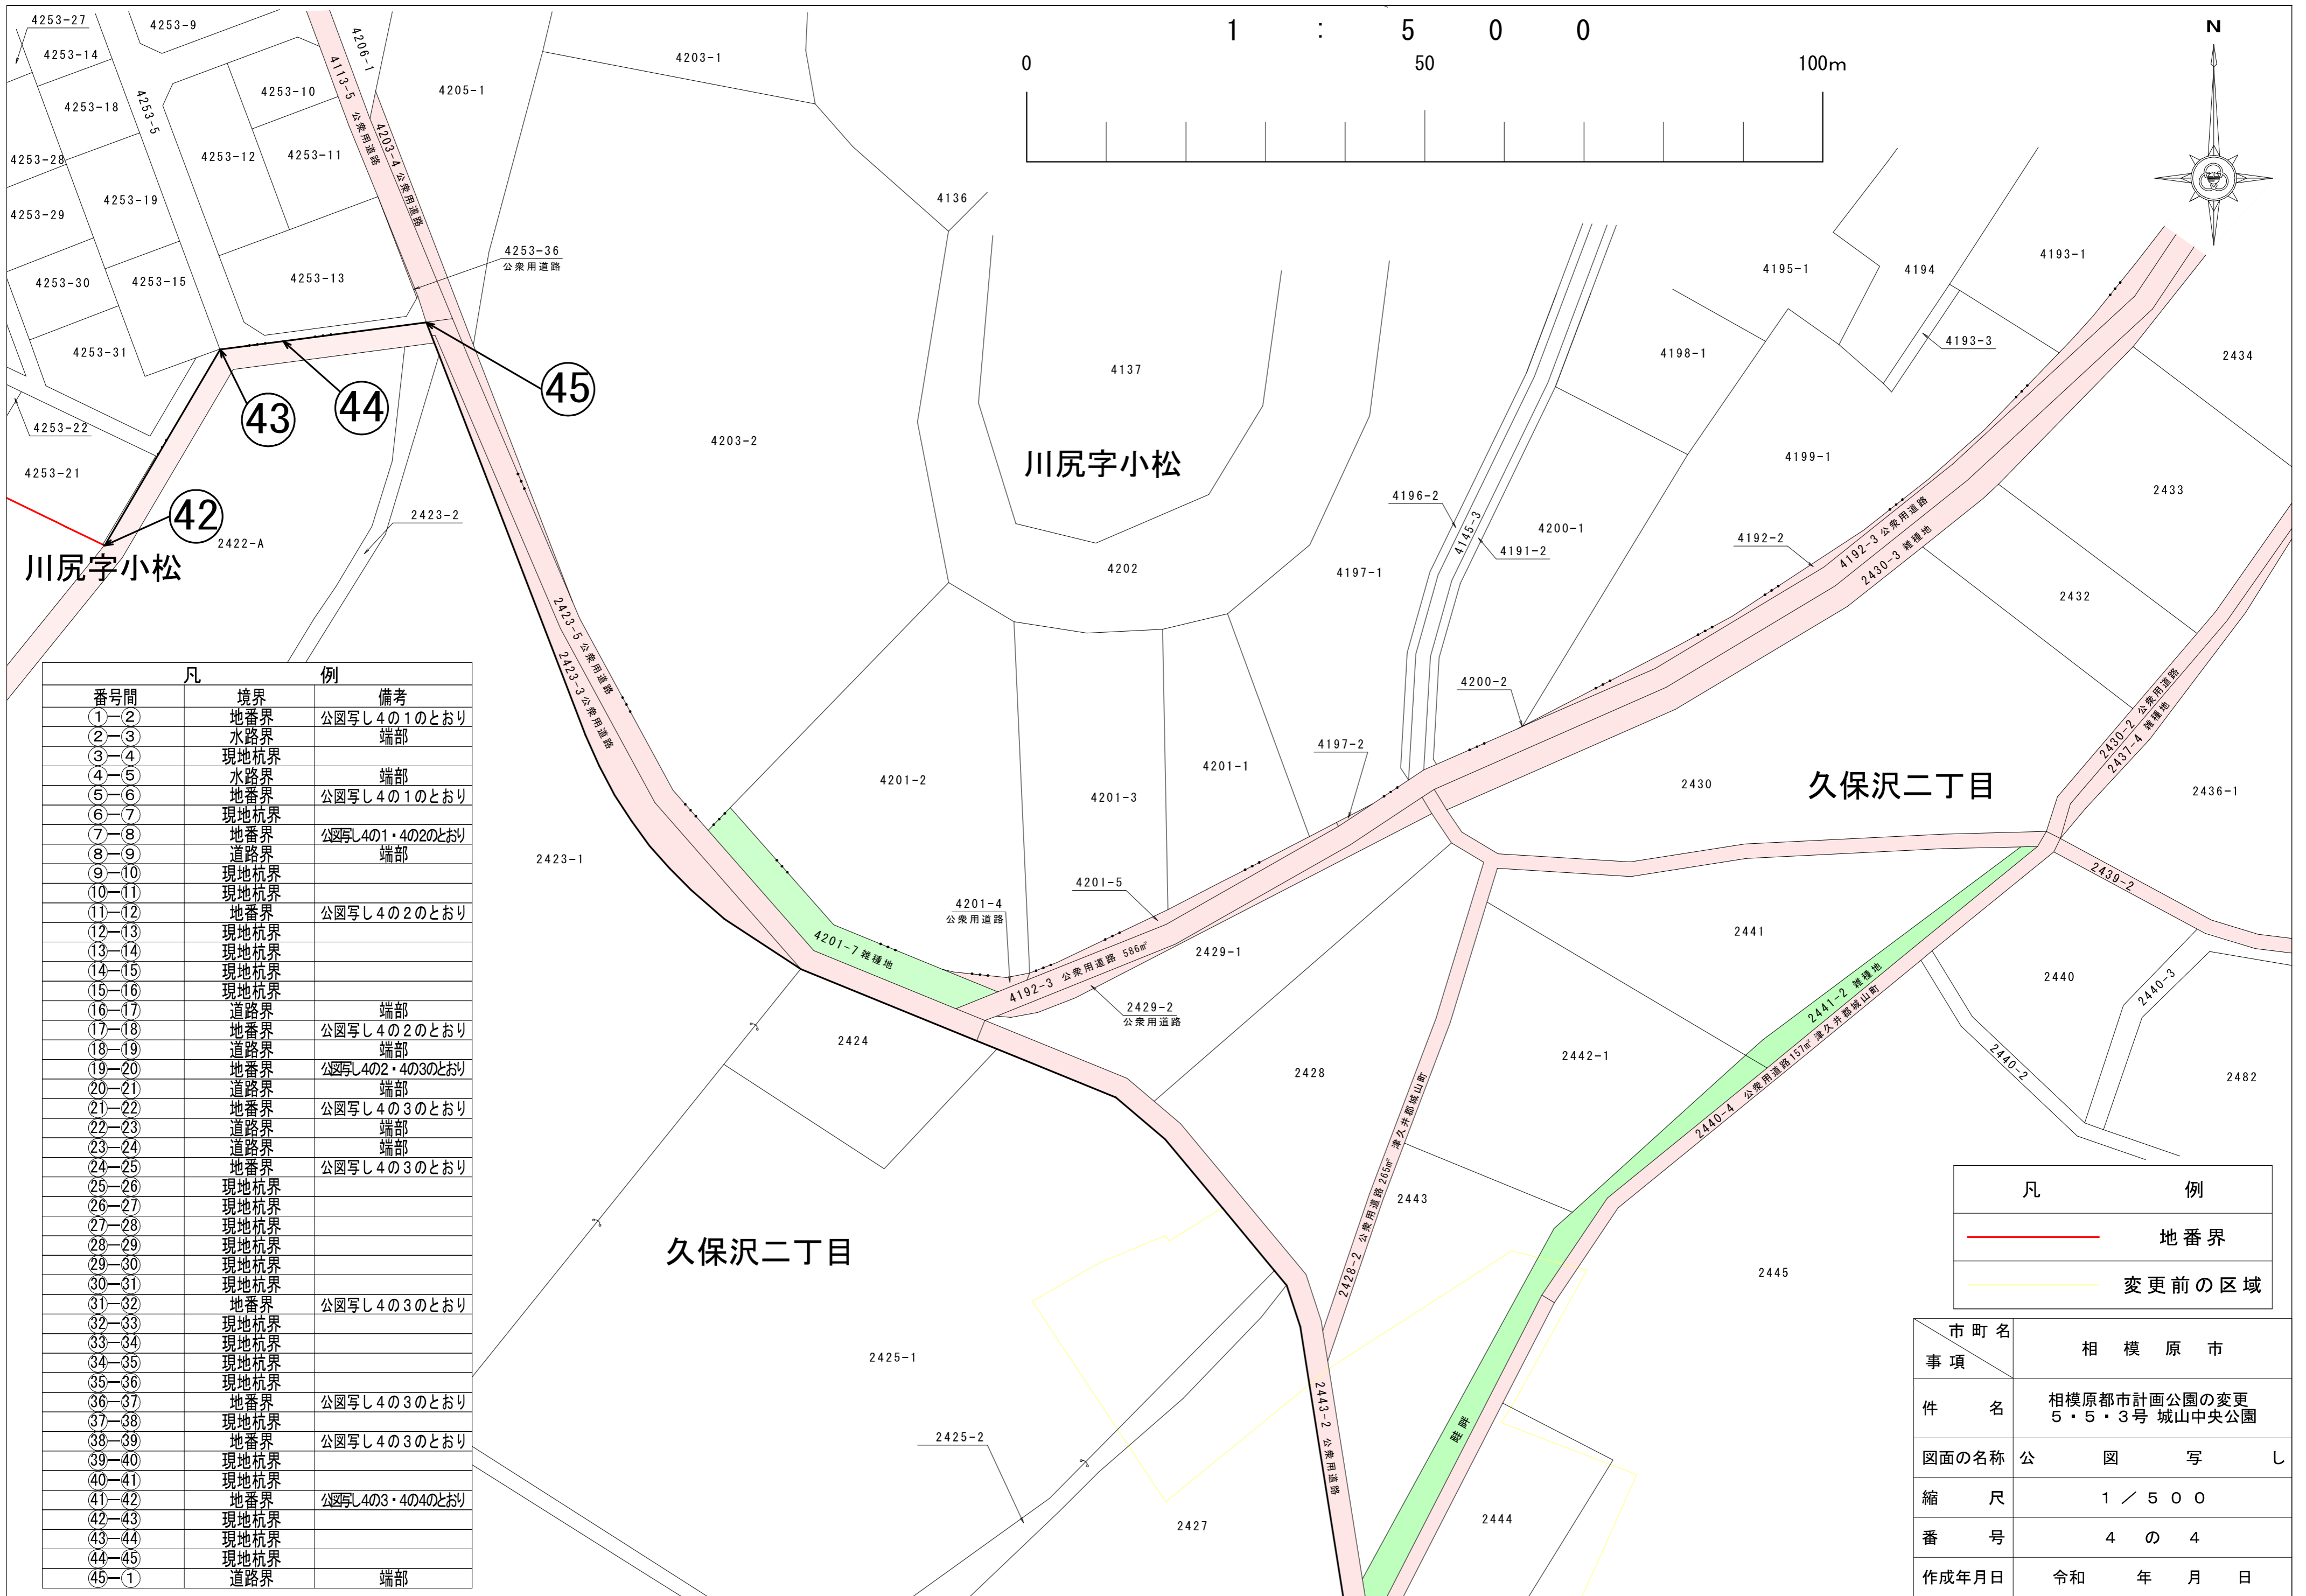 1 : 5 0 0
0 50 100m
N
4253-27
4253-9
4253-14
4253-18
4253-5
4253-10
4253-12
4253-11
4253-28
4253-19
4253-29
4253-30
4253-15
4253-13
4253-31
4253-22
4253-21
4206-1
4113-5 公衆用道路
4203-4 公衆用道路
4205-1
4203-1
4253-36
公衆用道路
4136
4137
川尻字小松
4203-2
4202
4195-1
4194
4193-1
4193-3
4198-1
2434
4199-1
2433
4196-2
4145-3
4191-2
4200-1
4197-1
4192-2
4192-3 公衆用道路
2430-3 雑種地
2432
43
44
45
42
川尻字小松
2422-A
2423-2
2423-5 公衆用道路
2423-3 公衆用道路
4200-2
4197-2
4201-2
4201-3
4201-1
2430
久保沢二丁目
2430-2 公衆用道路
2437-4 雑種地
2436-1
2423-1
4201-5
4201-4
公衆用道路
4201-7 雑種地
4192-3 公衆用道路 586㎡
2429-1
2429-2
公衆用道路
2439-2
2441
2440
2440-3
2440-2
2482
2441-2 雑種地
2440-4 公衆用道路 157㎡ 津久井郡城山町
2424
2428
2442-1
2428-2 公衆用道路 265㎡ 津久井郡城山町
2443
2445
久保沢二丁目
2425-1
2425-2
2443-2 公衆用道路
畦畔
2427
2444
凡 例
番号間 境界 備考
①－② 地番界 公図写し４の１のとおり
②－③ 水路界 端部
③－④ 現地杭界
④－⑤ 水路界 端部
⑤－⑥ 地番界 公図写し４の１のとおり
⑥－⑦ 現地杭界
⑦－⑧ 地番界 公図写し4の1・4の2のとおり
⑧－⑨ 道路界 端部
⑨－⑩ 現地杭界
⑩－⑪ 現地杭界
⑪－⑫ 地番界 公図写し４の２のとおり
⑫－⑬ 現地杭界
⑬－⑭ 現地杭界
⑭－⑮ 現地杭界
⑮－⑯ 現地杭界
⑯－⑰ 道路界 端部
⑰－⑱ 地番界 公図写し４の２のとおり
⑱－⑲ 道路界 端部
⑲－⑳ 地番界 公図写し4の2・4の3のとおり
⑳－㉑ 道路界 端部
㉑－㉒ 地番界 公図写し４の３のとおり
㉒－㉓ 道路界 端部
㉓－㉔ 道路界 端部
㉔－㉕ 地番界 公図写し４の３のとおり
㉕－㉖ 現地杭界
㉖－㉗ 現地杭界
㉗－㉘ 現地杭界
㉘－㉙ 現地杭界
㉙－㉚ 現地杭界
㉚－㉛ 現地杭界
㉛－㉜ 地番界 公図写し４の３のとおり
㉜－㉝ 現地杭界
㉝－㉞ 現地杭界
㉞－㉟ 現地杭界
㉟－㊱ 現地杭界
㊱－㊲ 地番界 公図写し４の３のとおり
㊲－㊳ 現地杭界
㊳－㊴ 地番界 公図写し４の３のとおり
㊴－㊵ 現地杭界
㊵－㊶ 現地杭界
㊶－㊷ 地番界 公図写し4の3・4の4のとおり
㊷－㊸ 現地杭界
㊸－㊹ 現地杭界
㊹－㊺ 現地杭界
㊺－① 道路界 端部
凡 例
地番界
変更前の区域
市町名
事項
相模原市
件名
相模原都市計画公園の変更
５・５・３号 城山中央公園
図面の名称 公図写し
縮尺 １／５００
番号 ４の４
作成年月日 令和 年 月 日